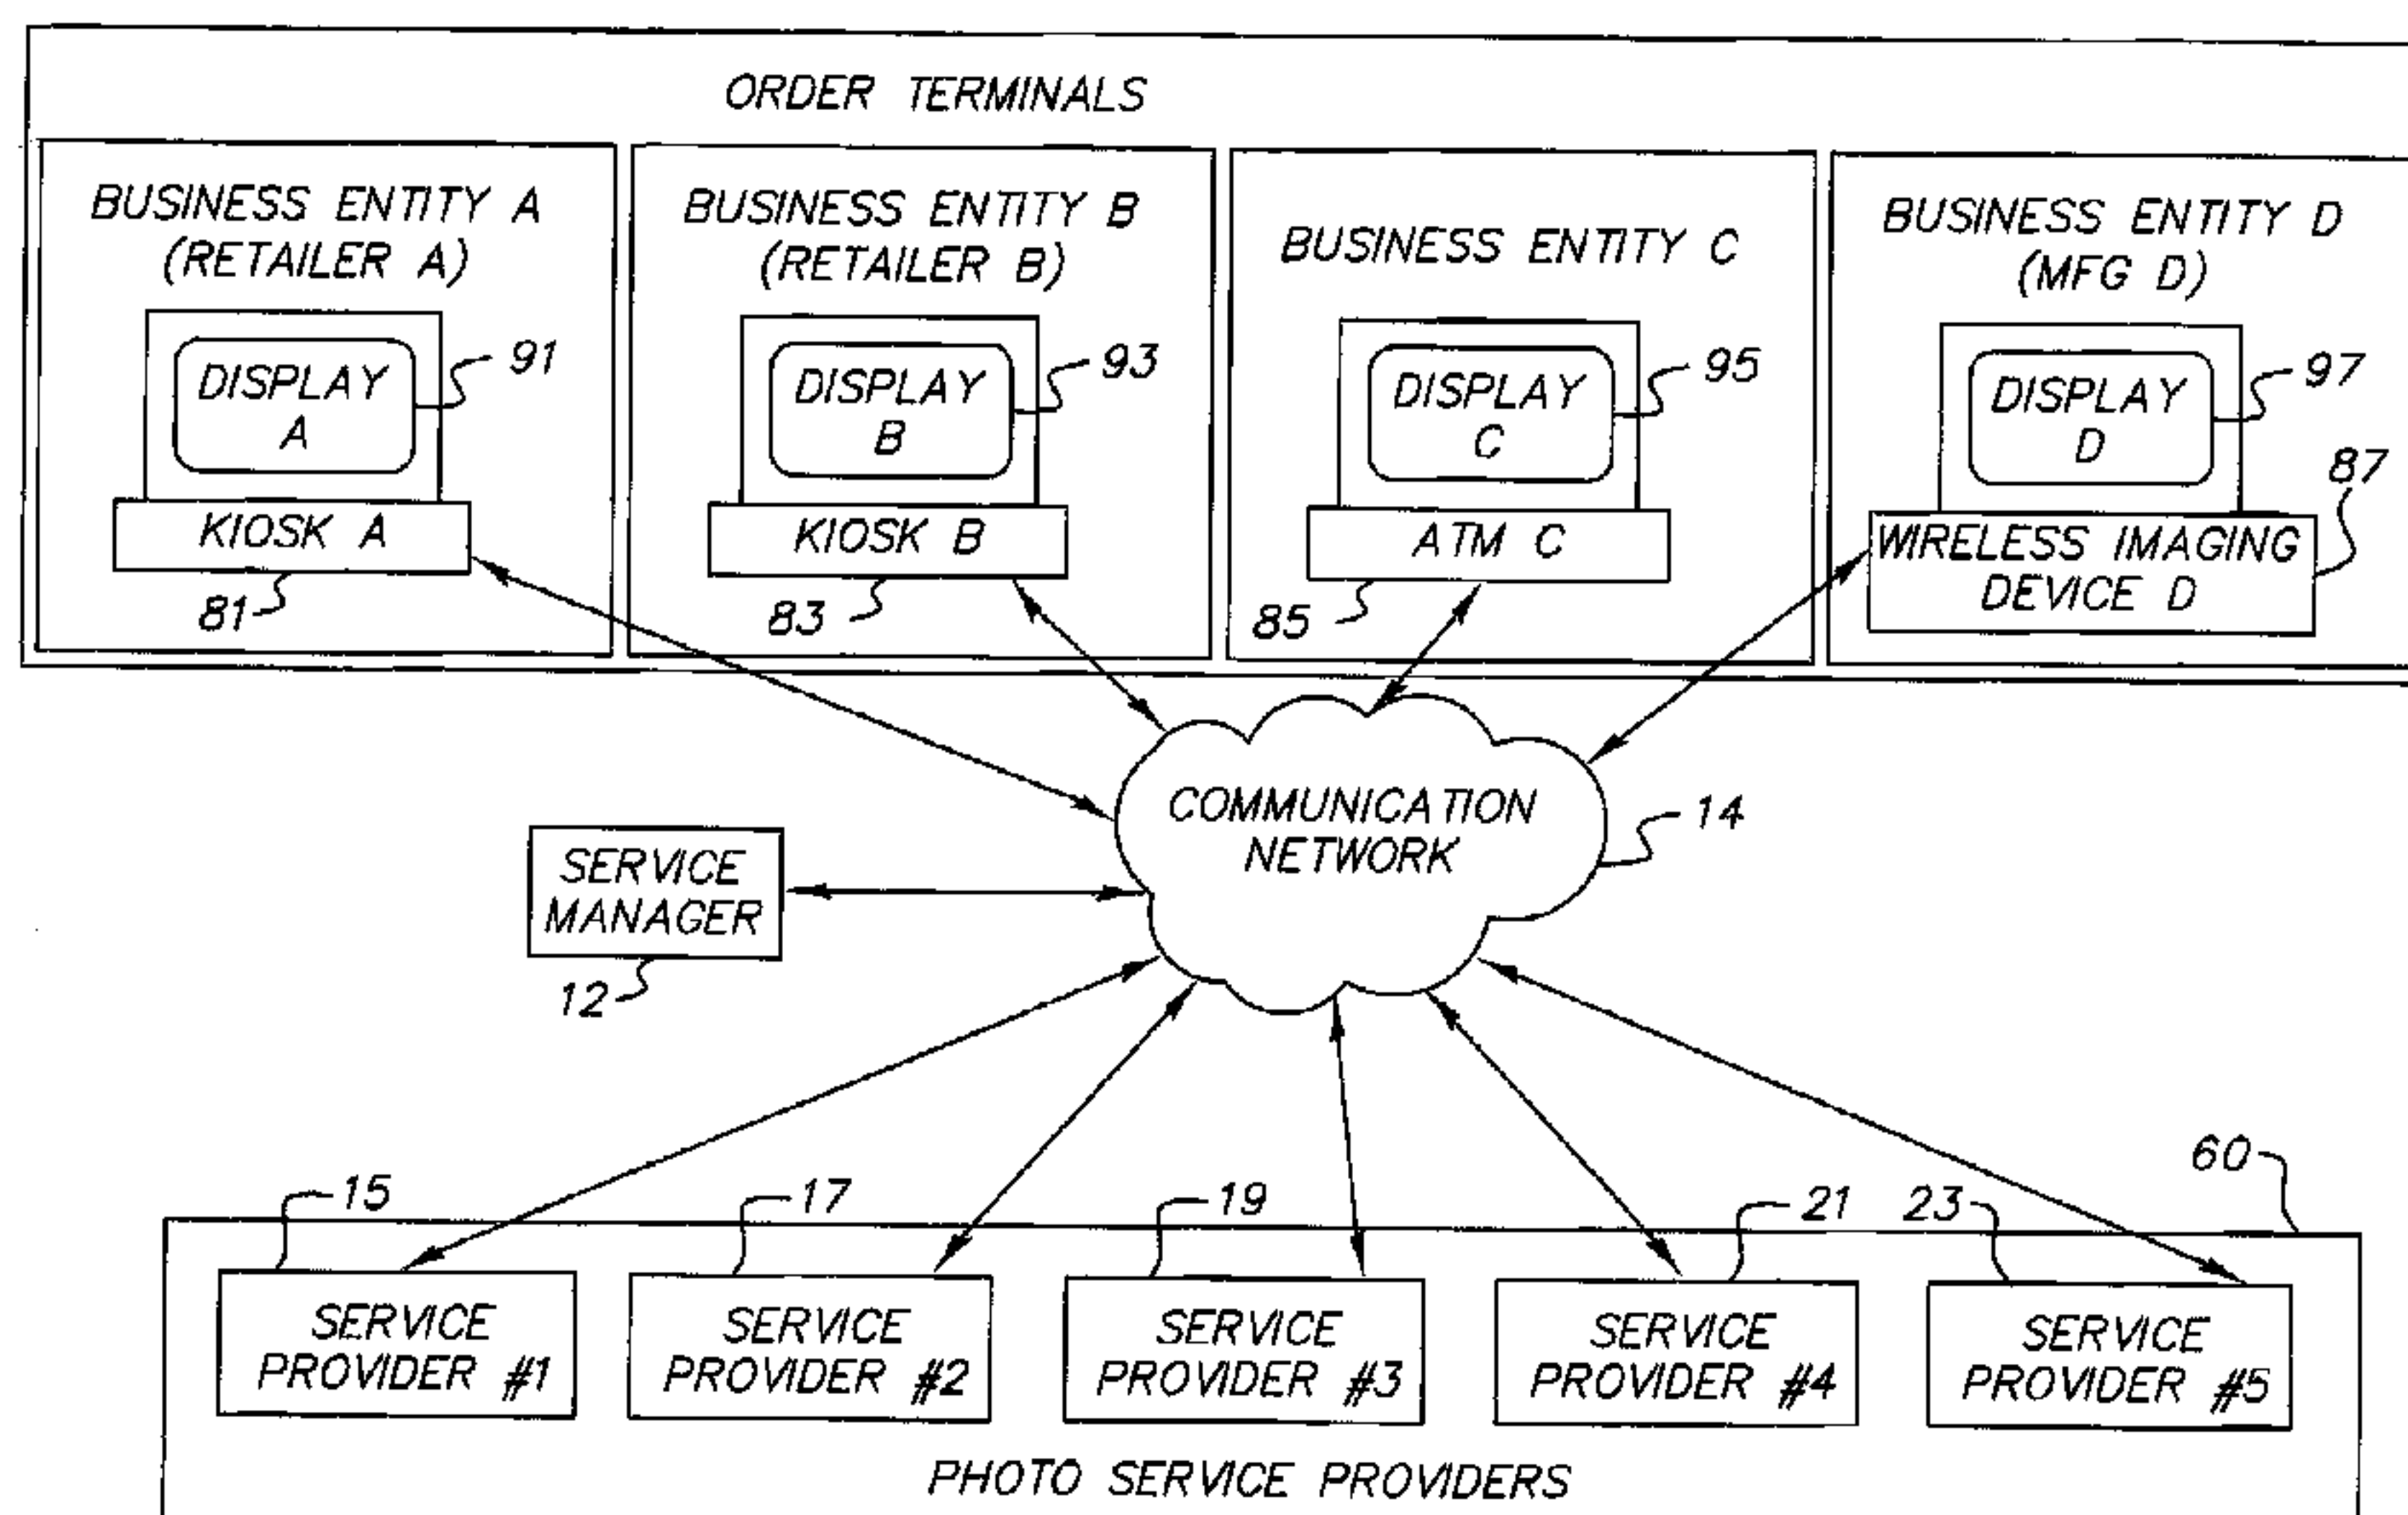 ORDER TERMINALS
BUSINESS ENTITY A
(RETAILER A)
DISPLAY
A
91
KIOSK A
81
BUSINESS ENTITY B
(RETAILER B)
DISPLAY
B
93
KIOSK B
83
BUSINESS ENTITY C
DISPLAY
C
95
ATM C
85
BUSINESS ENTITY D
(MFG D)
DISPLAY
D
97
87
WIRELESS IMAGING
DEVICE D
COMMUNICATION
NETWORK
14
SERVICE
MANAGER
12
60
15
SERVICE
PROVIDER #1
17
SERVICE
PROVIDER #2
19
SERVICE
PROVIDER #3
21
SERVICE
PROVIDER #4
23
SERVICE
PROVIDER #5
PHOTO SERVICE PROVIDERS